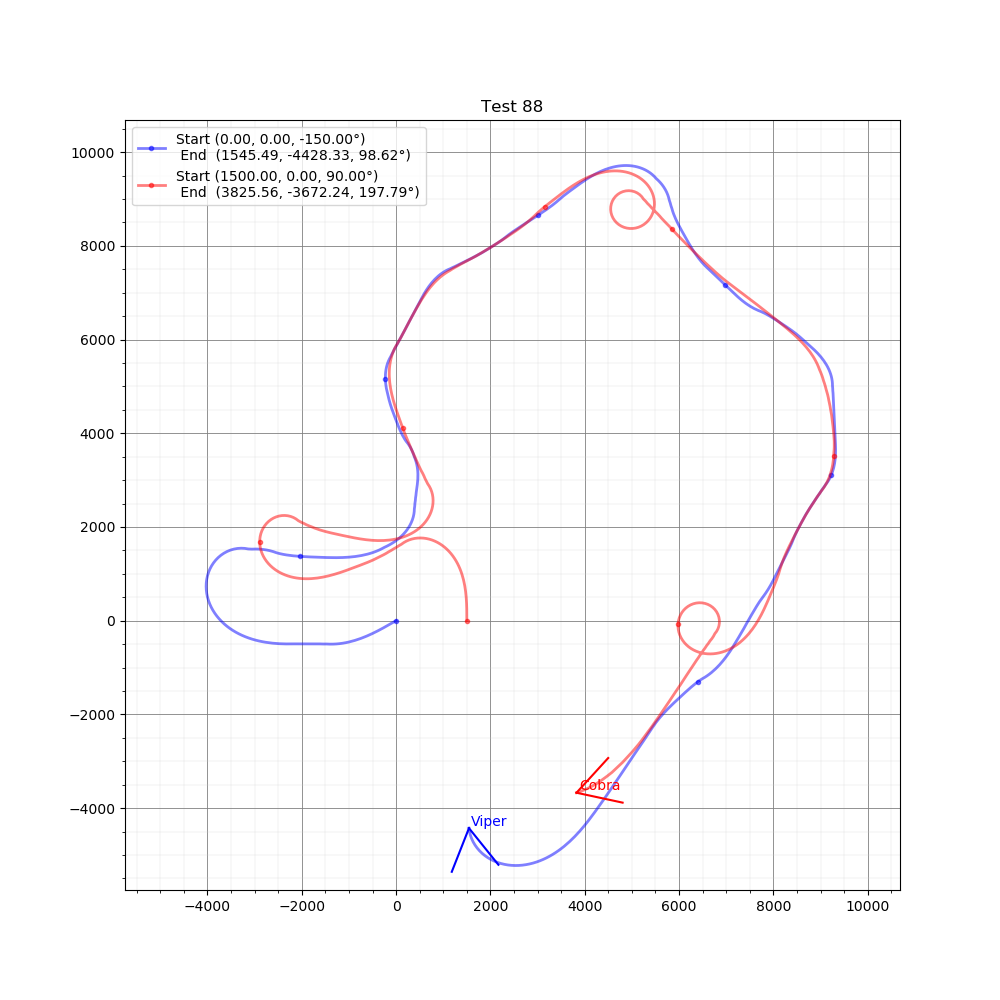 Test 88
Start (0.00, 0.00, -150.00°)
End (1545.49, -4428.33, 98.62°)
Start (1500.00, 0.00, 90.00°)
End (3825.56, -3672.24, 197.79°)
10000
8000
6000
4000
2000
0
−2000
−4000
Cobra
Viper
−4000 −2000 0 2000 4000 6000 8000 10000